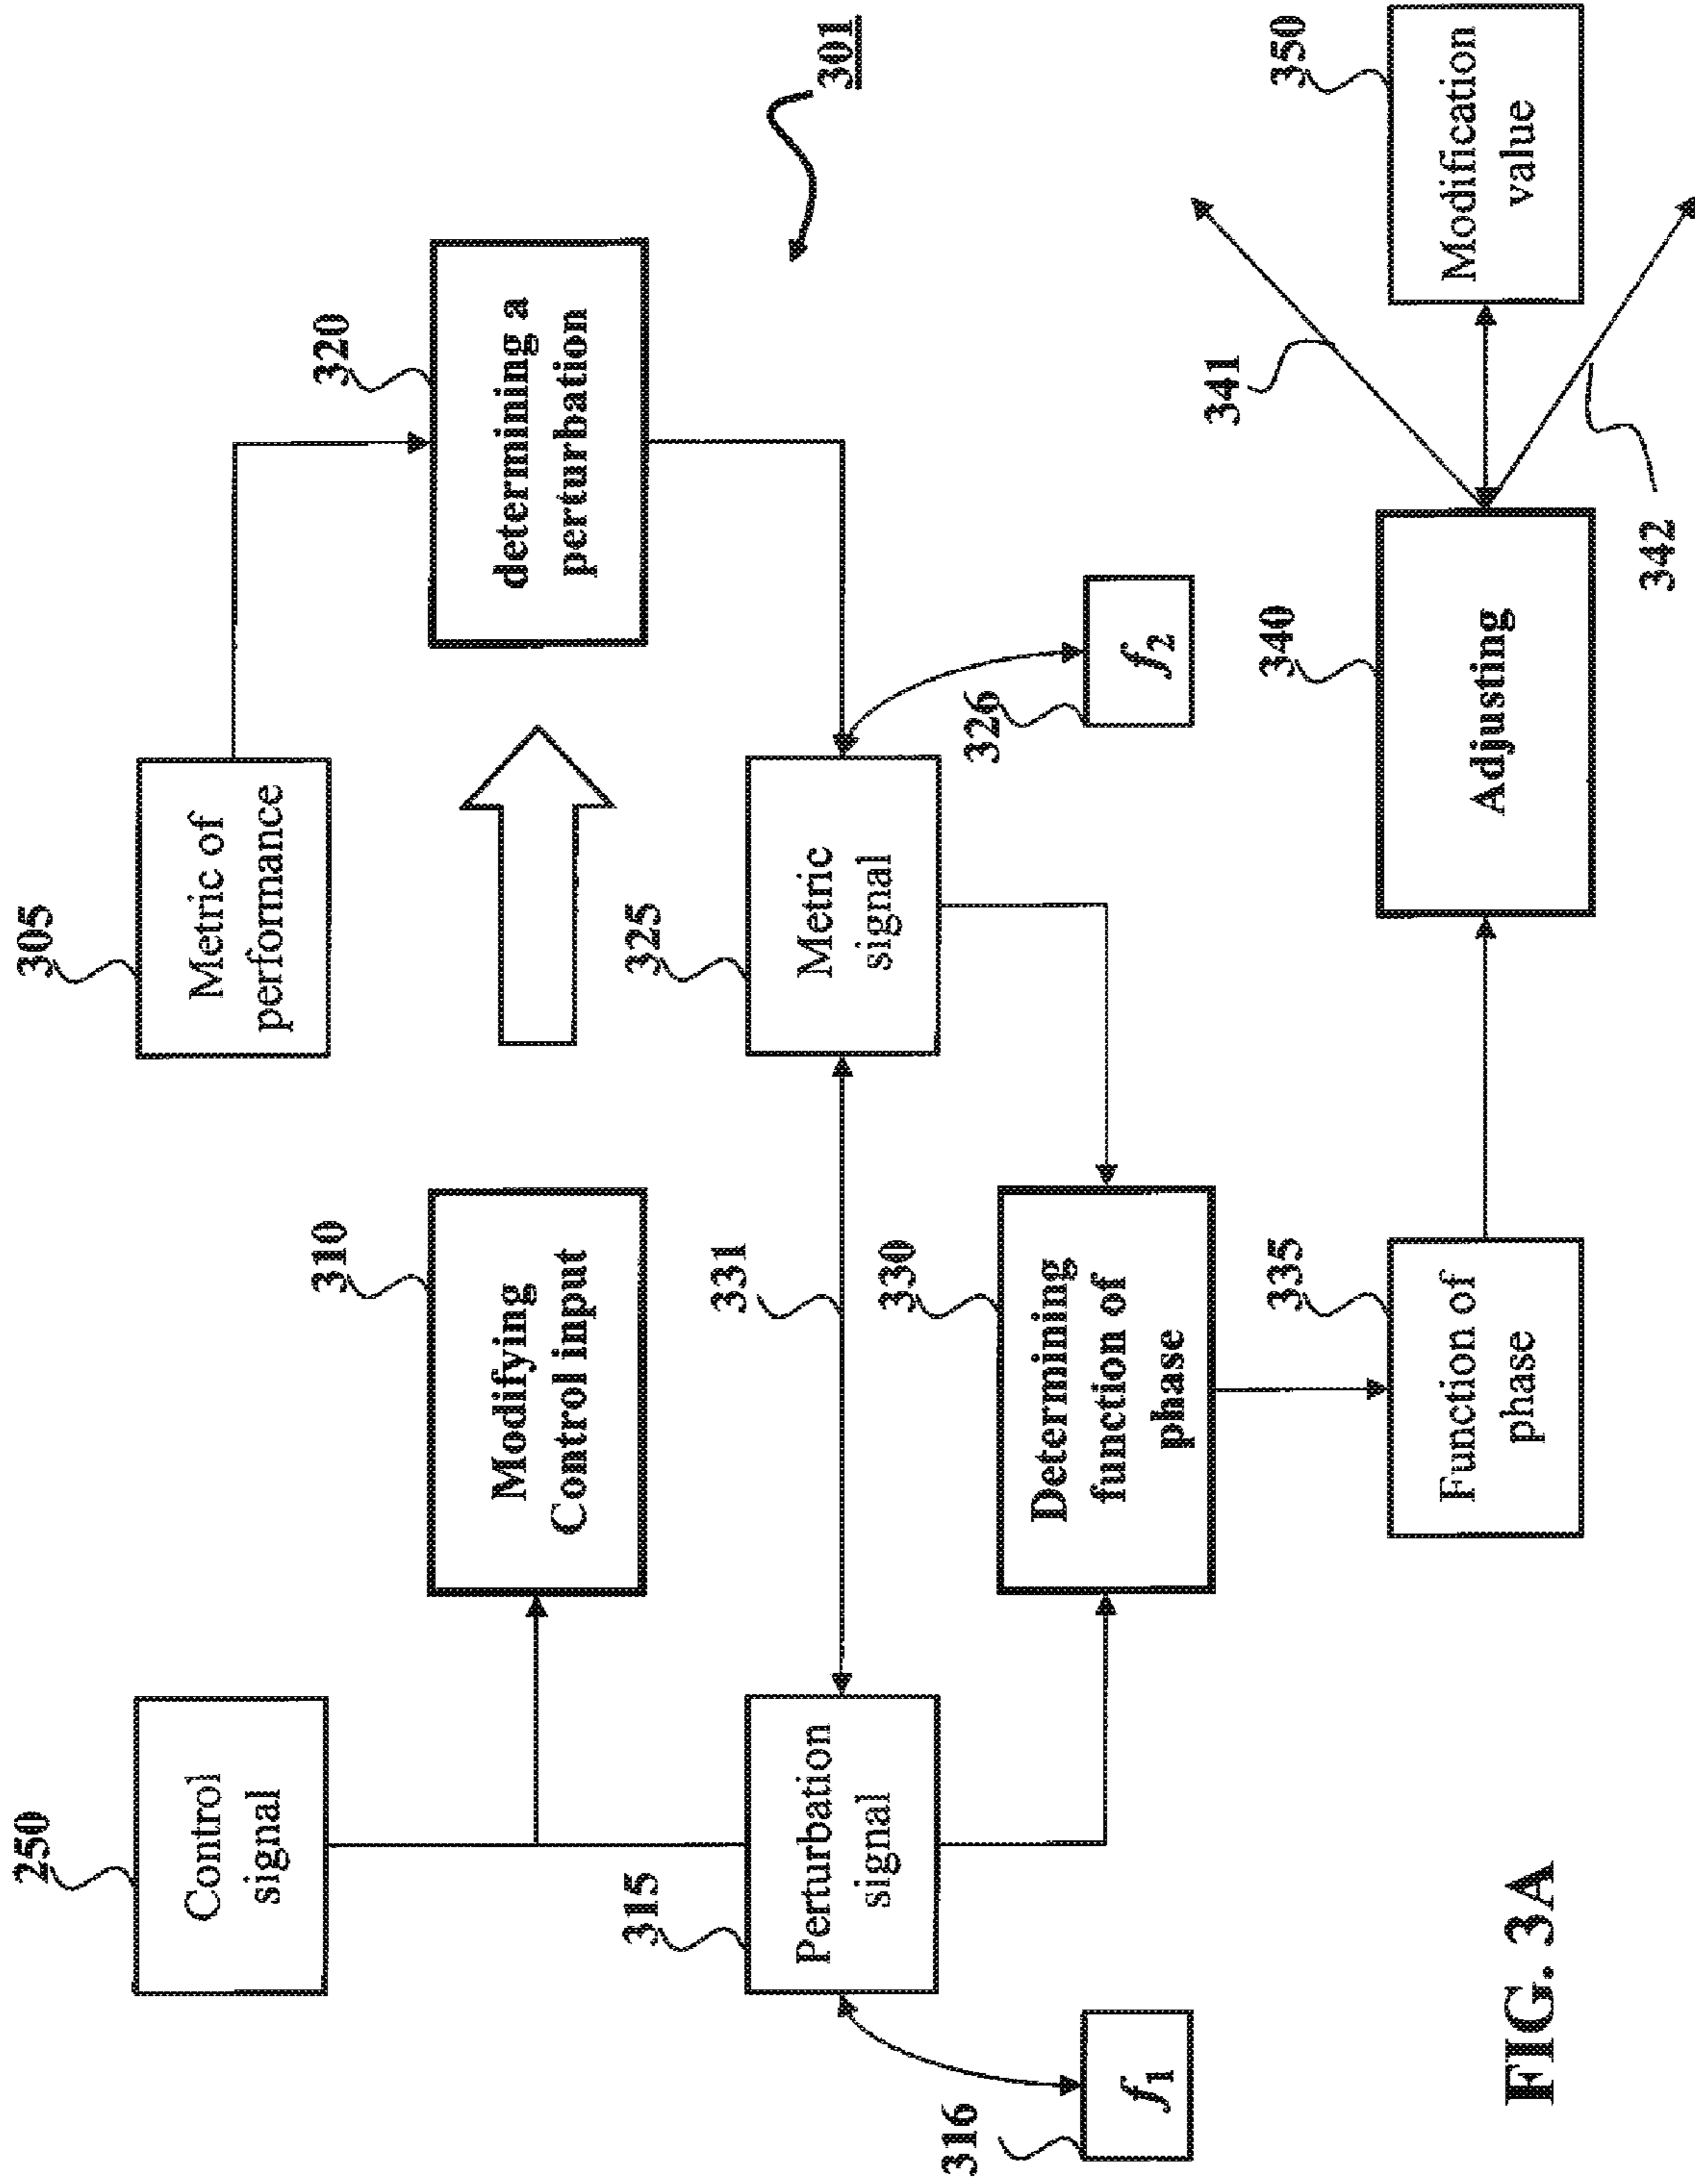 250
Control
signal
305
Metric of
performance
310
Modifying
Control input
320
determining a
perturbation
301
315
Perturbation
signal
331
325
Metric
signal
316
f1
326
f2
330
Determining
function of
phase
341
335
Function of
phase
340
Adjusting
350
Modification
value
342
FIG. 3A